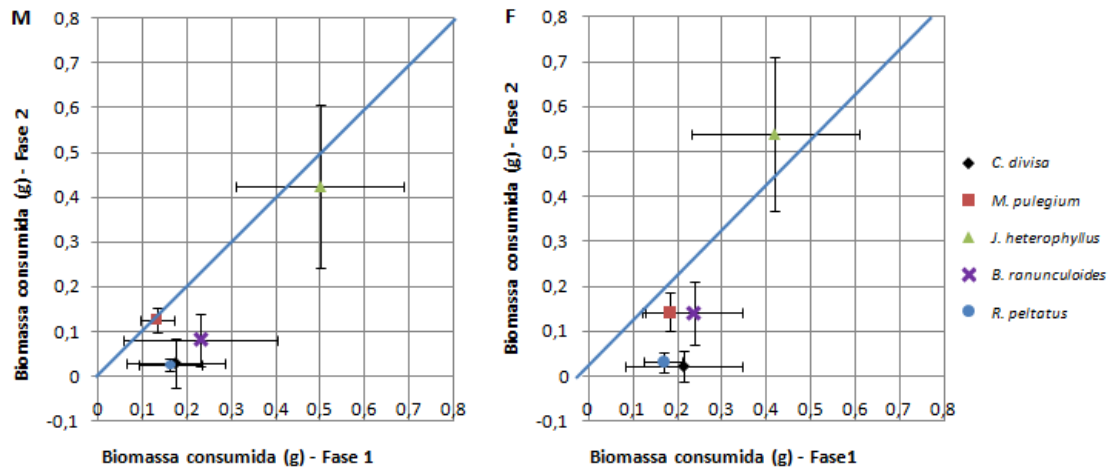 M
0,8
0,7
0,6
0,5
0,4
0,3
0,2
0,1
0
-0,1
0 0,1 0,2 0,3 0,4 0,5 0,6 0,7 0,8
Biomassa consumida (g) - Fase 2
Biomassa consumida (g) - Fase 1
F
0,8
0,7
0,6
0,5
0,4
0,3
0,2
0,1
0
-0,1
0 0,1 0,2 0,3 0,4 0,5 0,6 0,7 0,8
Biomassa consumida (g) - Fase 2
Biomassa consumida (g) - Fase1
C. divisa
M. pulegium
J. heterophyllus
B. ranunculoides
R. peltatus